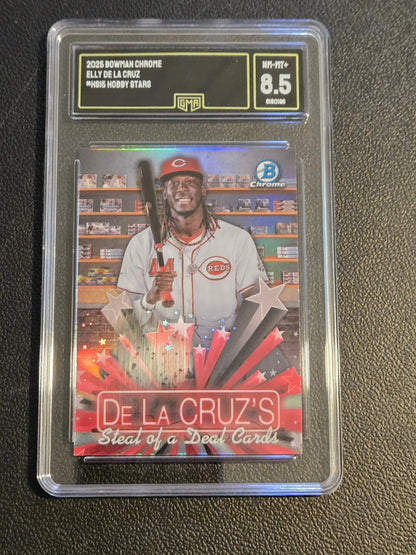 2025 BOWMAN CHROME
ELLY DE LA CRUZ
#HS15 HOBBY STARS
GMA
NM-MT+
8.5
B
Chrome
C
REDS
44
DE LA CRUZ'S
Steal of a Deal Cards